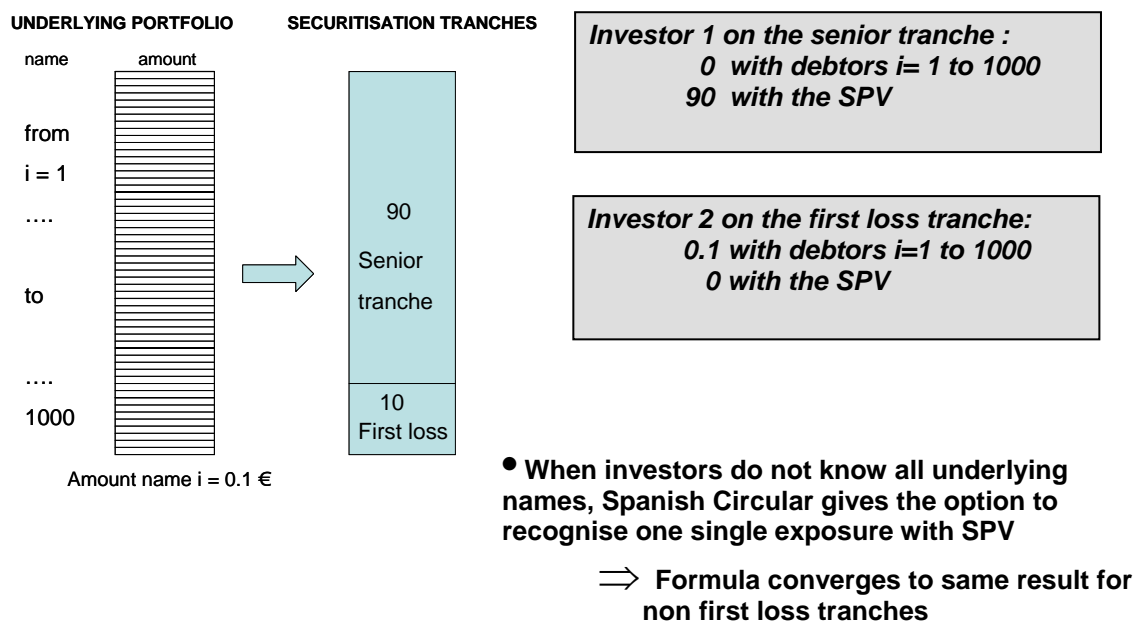 UNDERLYING PORTFOLIO
SECURITISATION TRANCHES
name
amount
from
i = 1
....
to
....
1000
Amount name i = 0.1 €
90
Senior
tranche
10
First loss
Investor 1 on the senior tranche :
0 with debtors i= 1 to 1000
90 with the SPV
Investor 2 on the first loss tranche:
0.1 with debtors i=1 to 1000
0 with the SPV
• When investors do not know all underlying
names, Spanish Circular gives the option to
recognise one single exposure with SPV
⇒ Formula converges to same result for
non first loss tranches